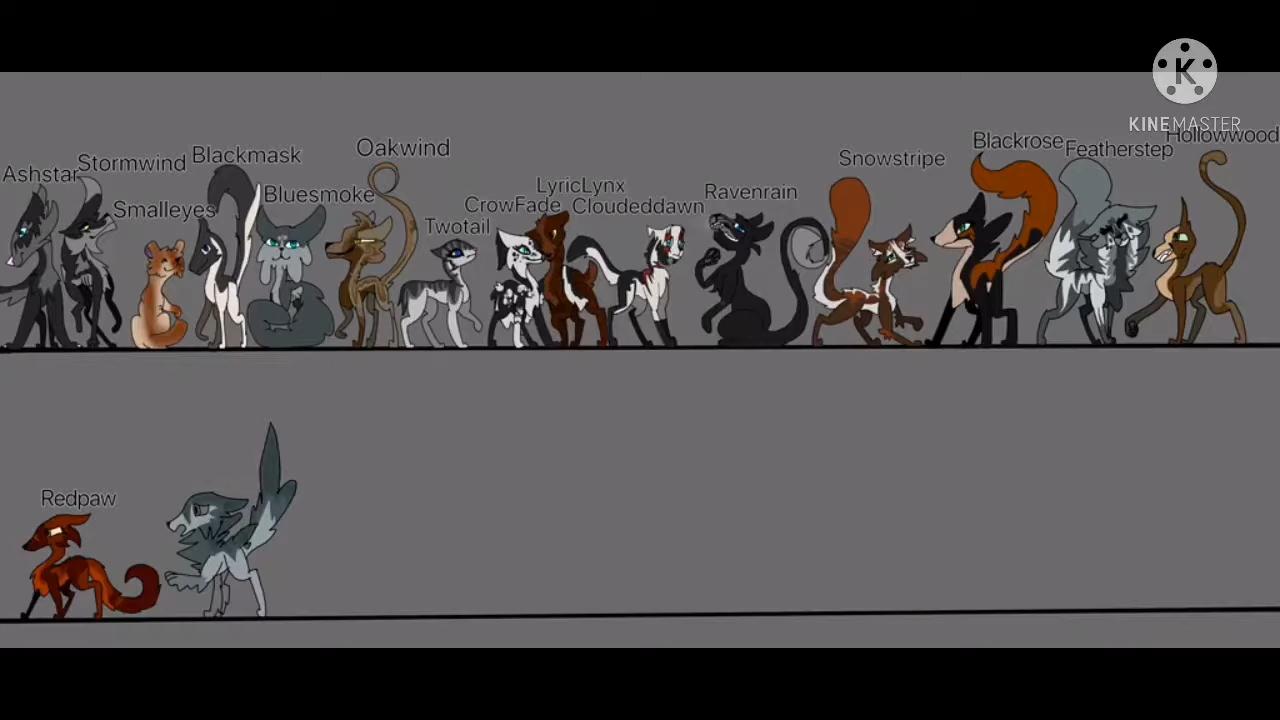 KINEMASTER
Ashstar
Stormwind
Smalleyes
Blackmask
Bluesmoke
Oakwind
Twotail
CrowFade
LyricLynx
Cloudeddawn
Ravenrain
Snowstripe
Blackrose
Featherstep
Hollowwood
Redpaw